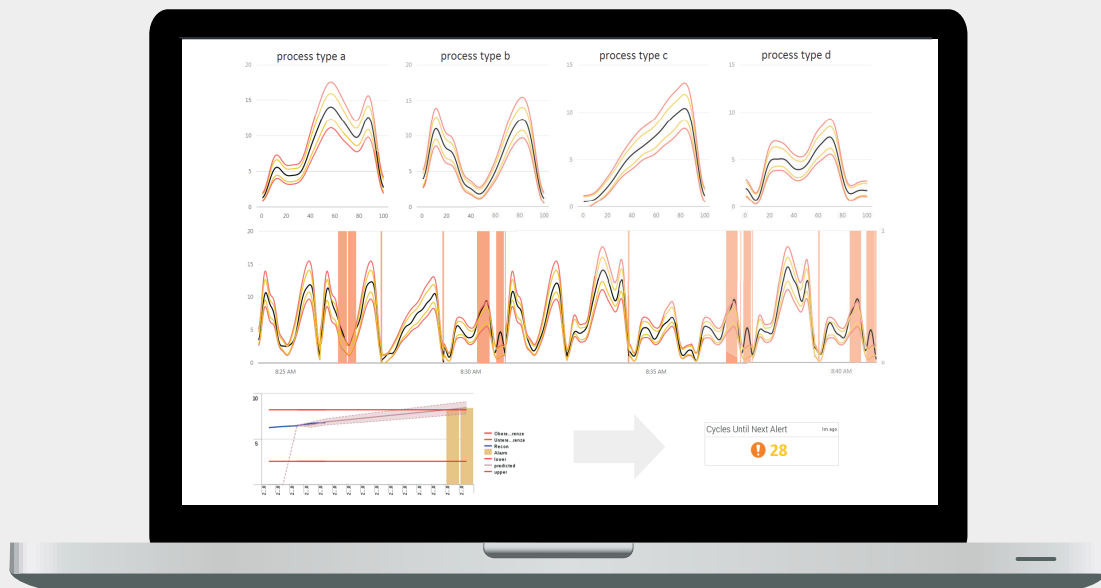 process type a
process type b
process type c
process type d
20
15
10
5
0
0 20 40 60 80 100
20
15
10
5
0
0 20 40 60 80 100
15
10
5
0
0 20 40 60 80 100
15
10
5
0
0 20 40 60 80 100
20
15
10
5
0
1
0
8:25 AM
8:30 AM
8:35 AM
8:40 AM
10
5
Obere...renze
Untere...renze
Recon
Alarm
lower
predicted
upper
Cycles Until Next Alert
1m ago
28